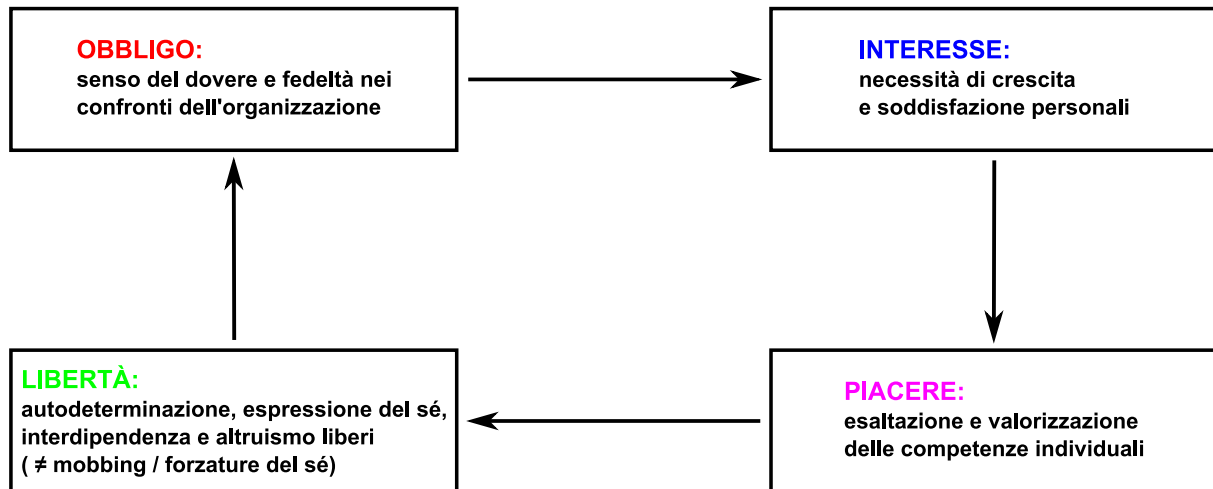 OBBLIGO:
senso del dovere e fedeltà nei
confronti dell'organizzazione
INTERESSE:
necessità di crescita
e soddisfazione personali
LIBERTÀ:
autodeterminazione, espressione del sé,
interdipendenza e altruismo liberi
( ≠ mobbing / forzature del sé)
PIACERE:
esaltazione e valorizzazione
delle competenze individuali